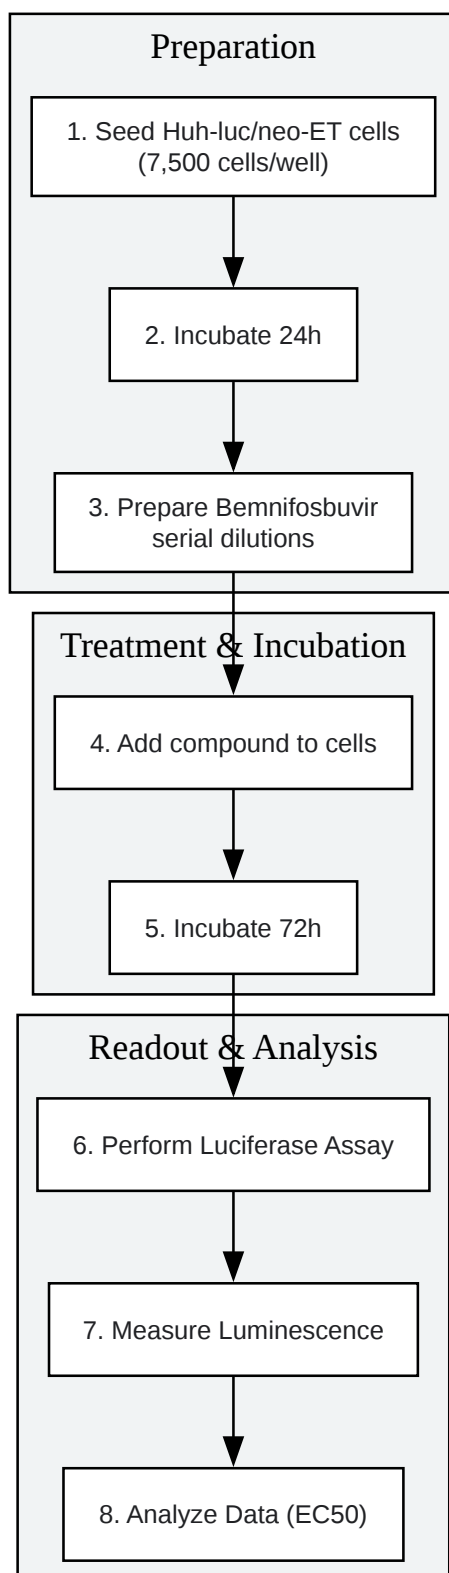 Preparation
1. Seed Huh-luc/neo-ET cells
(7,500 cells/well)
2. Incubate 24h
3. Prepare Bemnifosbuvir
serial dilutions
Treatment & Incubation
4. Add compound to cells
5. Incubate 72h
Readout & Analysis
6. Perform Luciferase Assay
7. Measure Luminescence
8. Analyze Data (EC50)